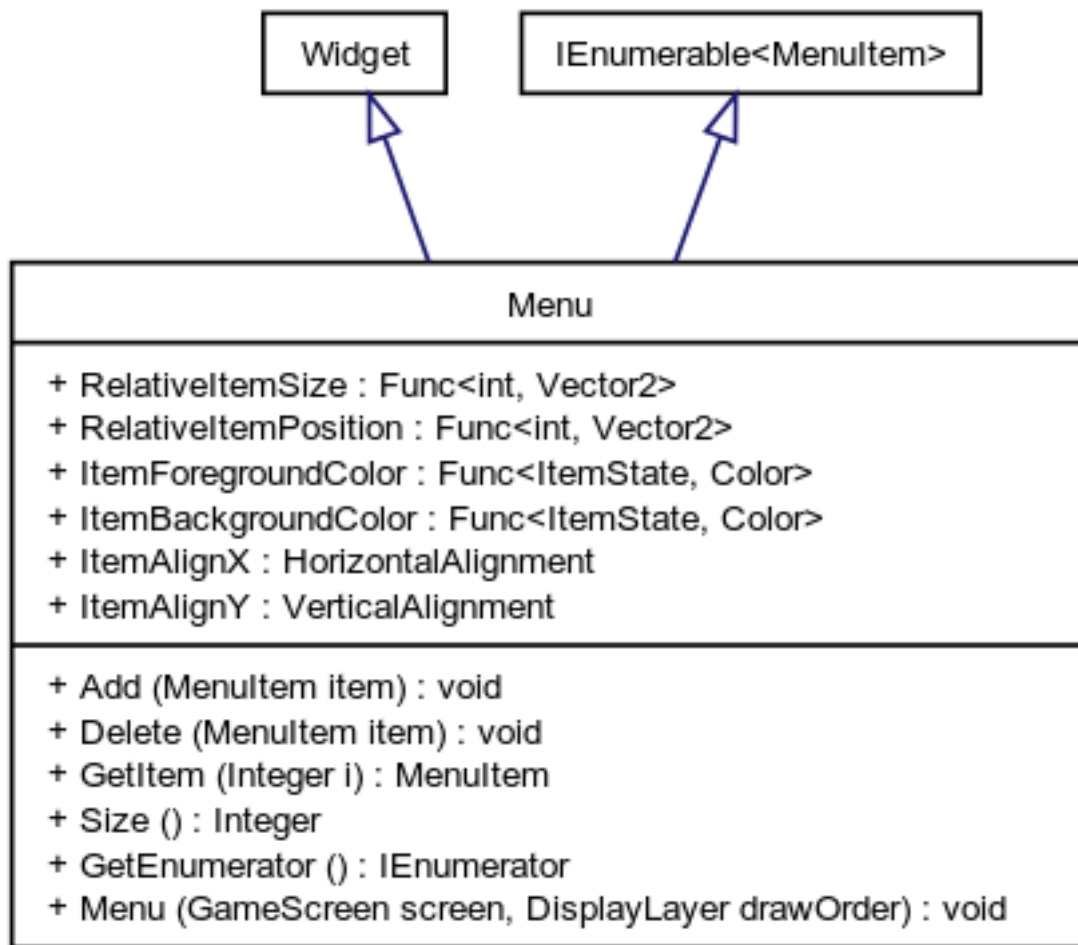 Widget
IEnumerable<MenuItem>
Menu
+ RelativeItemSize : Func<int, Vector2>
+ RelativeItemPosition : Func<int, Vector2>
+ ItemForegroundColor : Func<ItemState, Color>
+ ItemBackgroundColor : Func<ItemState, Color>
+ ItemAlignX : HorizontalAlignment
+ ItemAlignY : VerticalAlignment
+ Add (MenuItem item) : void
+ Delete (MenuItem item) : void
+ GetItem (Integer i) : MenuItem
+ Size () : Integer
+ GetEnumerator () : IEnumerator
+ Menu (GameScreen screen, DisplayLayer drawOrder) : void